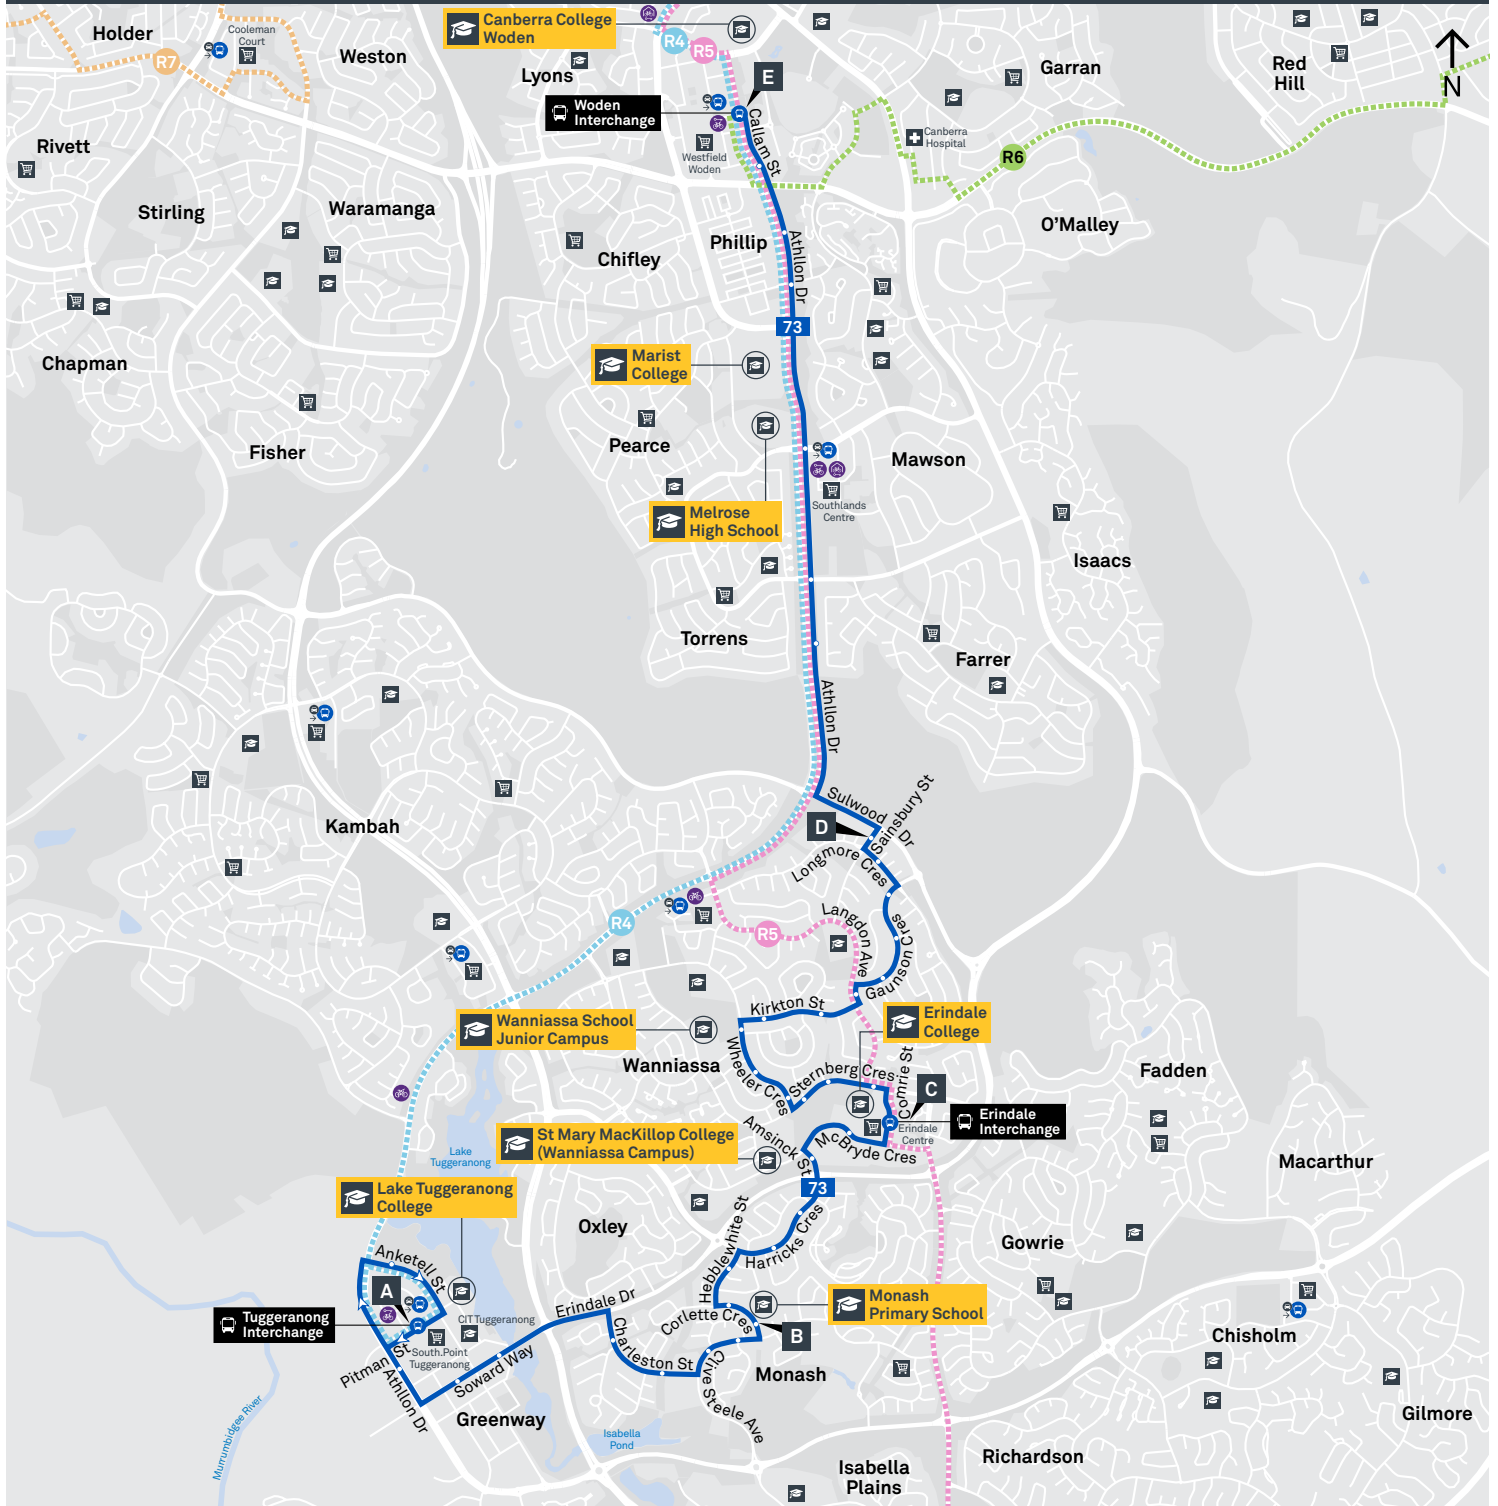 Holder
Cooleman
Court
R7
Weston
Canberra College
Woden
Lyons
R4
R5
E
Garran
Red
Hill
N
Woden
Interchange
Callam St
Westfield
Woden
Canberra
Hospital
R6
Rivett
Stirling
Waramanga
Chifley
Phillip
Athllon Dr
O'Malley
73
Chapman
Marist
College
Fisher
Pearce
Mawson
Southlands
Centre
Melrose
High School
Isaacs
Torrens
Farrer
Athllon Dr
Kambah
Sulwood Dr
Sainsbury St
D
Longmore Cres
R4
R5
Langdon Ave
Gaunson Cres
Kirkton St
Wanniassa School
Junior Campus
Erindale
College
Wanniassa
Wheeler Cres
Sternberg Cres
Comrie St
C
Fadden
Erindale
Interchange
Erindale
Centre
Amsinck St
McBryde Cres
St Mary MacKillop College
(Wanniassa Campus)
Lake
Tuggeranong
Macarthur
Lake Tuggeranong
College
73
Oxley
Hebblewhite St
Harricks Cres
Gowrie
Anketell St
A
Tuggeranong
Interchange
Erindale Dr
Corlette Cres
Monash
Primary School
B
CIT Tuggeranong
South.Point
Tuggeranong
Pitman St
Athllon Dr
Soward Way
Charleston St
Clive Steele Ave
Monash
Chisholm
Greenway
Gilmore
Murrumbidgee River
Isabella
Pond
Isabella
Plains
Richardson